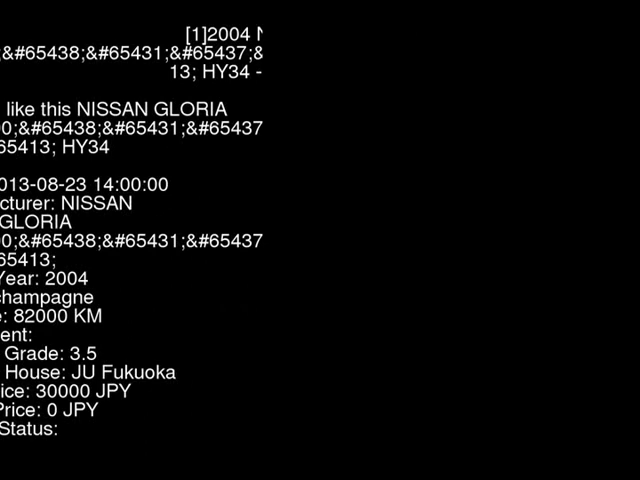 [1]2004 N
;&#65438;&#65431;&#65437;&
13; HY34 -
like this NISSAN GLORIA
00;&#65438;&#65431;&#65437
65413; HY34
013-08-23 14:00:00
cturer: NISSAN
GLORIA
00;&#65438;&#65431;&#65437
65413;
Year: 2004
champagne
e: 82000 KM
ent:
Grade: 3.5
House: JU Fukuoka
ice: 30000 JPY
Price: 0 JPY
Status: